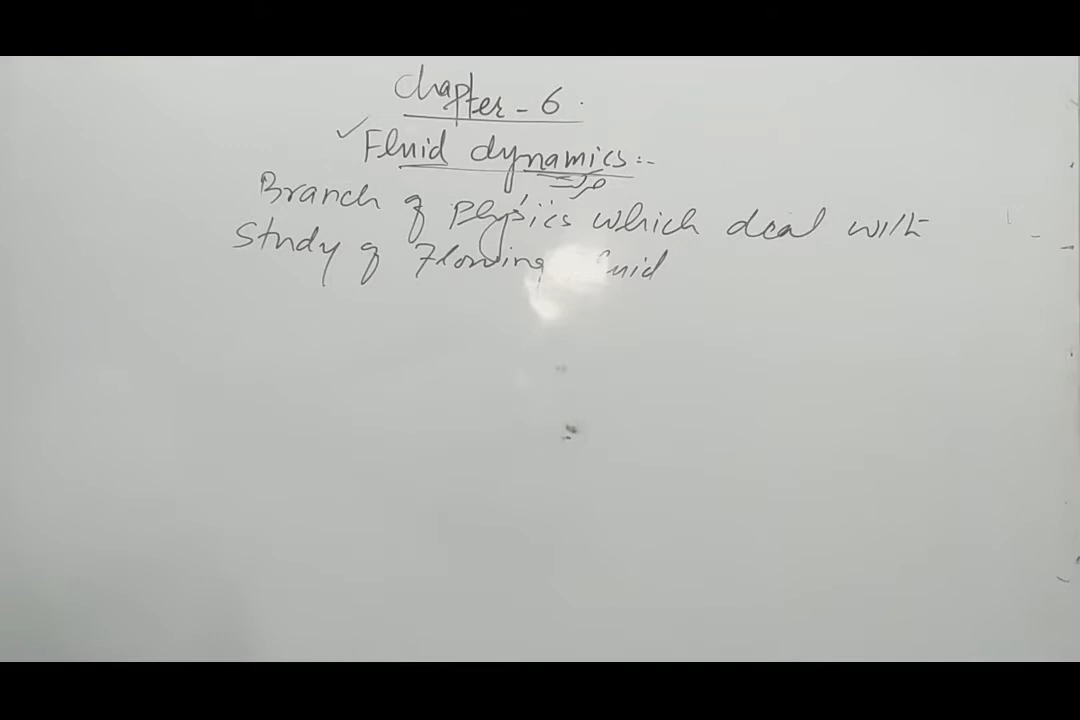 Chapter - 6.
Fluid dynamics :-
Branch of Physics which deal with
Study of Flowing fluid